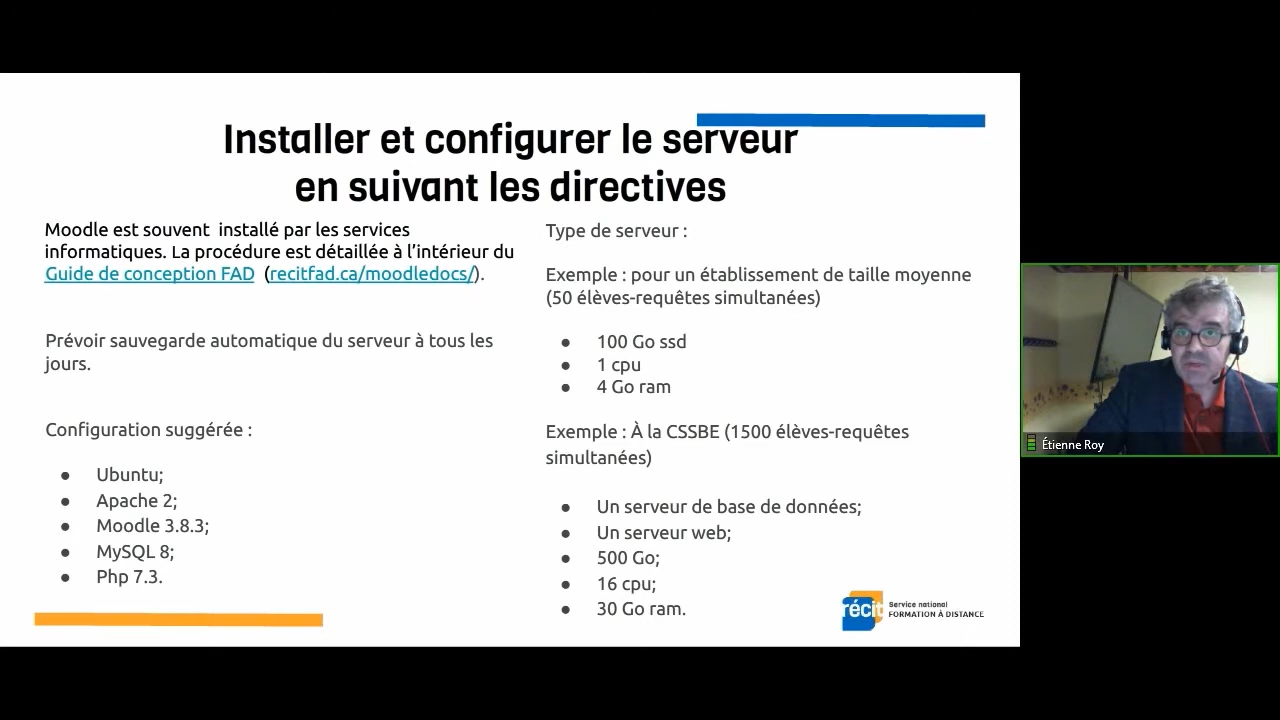 Installer et configurer le serveur
en suivant les directives
Moodle est souvent installé par les services
informatiques. La procédure est détaillée à l’intérieur du
Guide de conception FAD (recitfad.ca/moodledocs/).
Prévoir sauvegarde automatique du serveur à tous les
jours.
Configuration suggérée :
● Ubuntu;
● Apache 2;
● Moodle 3.8.3;
● MySQL 8;
● Php 7.3.
Type de serveur :
Exemple : pour un établissement de taille moyenne
(50 élèves-requêtes simultanées)
● 100 Go ssd
● 1 cpu
● 4 Go ram
Exemple : À la CSSBE (1500 élèves-requêtes
simultanées)
● Un serveur de base de données;
● Un serveur web;
● 500 Go;
● 16 cpu;
● 30 Go ram.
récit
Service national
FORMATION À DISTANCE
Étienne Roy